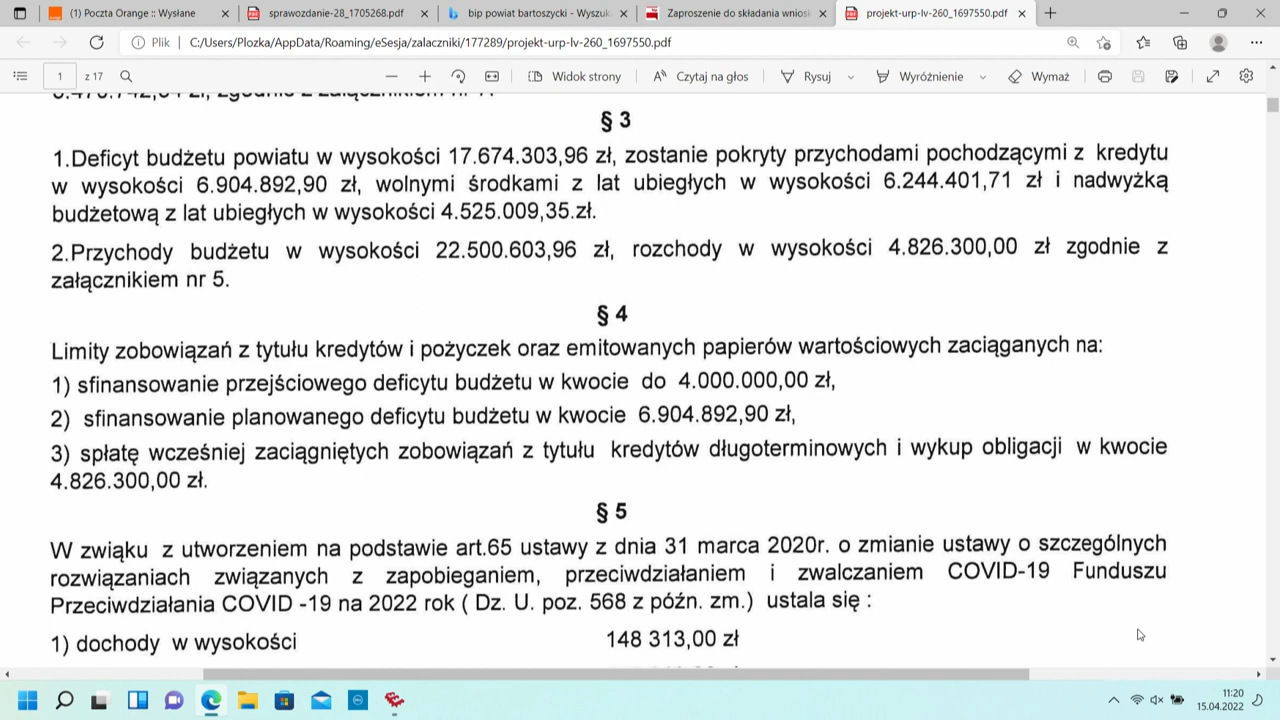 (1) Poczta Orange :: Wysłane
sprawozdanie-28_1705268.pdf
bip powiat bartoszycki - Wyszuk
Zaproszenie do składania wniosk
projekt-urp-lv-260_1697550.pdf
Plik | C:/Users/Plozka/AppData/Roaming/eSesja/zalaczniki/177289/projekt-urp-lv-260_1697550.pdf
1 z 17
Widok strony
Czytaj na głos
Rysuj
Wyróżnienie
Wymaż
§ 3
1.Deficyt budżetu powiatu w wysokości 17.674.303,96 zł, zostanie pokryty przychodami pochodzącymi z kredytu
w wysokości 6.904.892,90 zł, wolnymi środkami z lat ubiegłych w wysokości 6.244.401,71 zł i nadwyżką
budżetową z lat ubiegłych w wysokości 4.525.009,35.zł.
2.Przychody budżetu w wysokości 22.500.603,96 zł, rozchody w wysokości 4.826.300,00 zł zgodnie z
załącznikiem nr 5.
§ 4
Limity zobowiązań z tytułu kredytów i pożyczek oraz emitowanych papierów wartościowych zaciąganych na:
1) sfinansowanie przejściowego deficytu budżetu w kwocie do 4.000.000,00 zł,
2) sfinansowanie planowanego deficytu budżetu w kwocie 6.904.892,90 zł,
3) spłatę wcześniej zaciągniętych zobowiązań z tytułu kredytów długoterminowych i wykup obligacji w kwocie
4.826.300,00 zł.
§ 5
W zwiąku z utworzeniem na podstawie art.65 ustawy z dnia 31 marca 2020r. o zmianie ustawy o szczególnych
rozwiązaniach związanych z zapobieganiem, przeciwdziałaniem i zwalczaniem COVID-19 Funduszu
Przeciwdziałania COVID -19 na 2022 rok ( Dz. U. poz. 568 z późn. zm.) ustala się :
1) dochody w wysokości 148 313,00 zł
11:20
15.04.2022